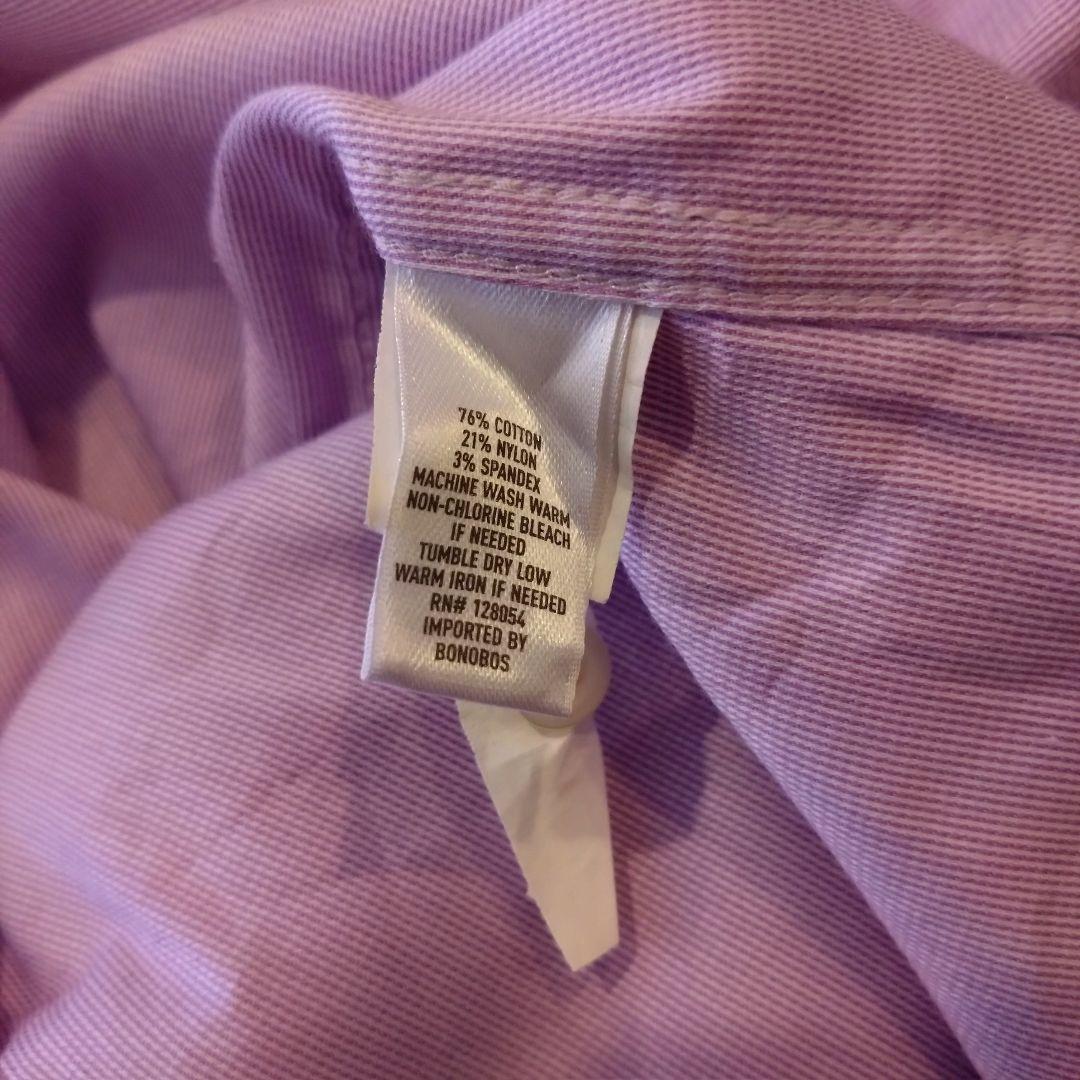 76% COTTON
21% NYLON
3% SPANDEX
MACHINE WASH WARM
NON-CHLORINE BLEACH
IF NEEDED
TUMBLE DRY LOW
WARM IRON IF NEEDED
RN# 128054
IMPORTED BY
BONOBOS